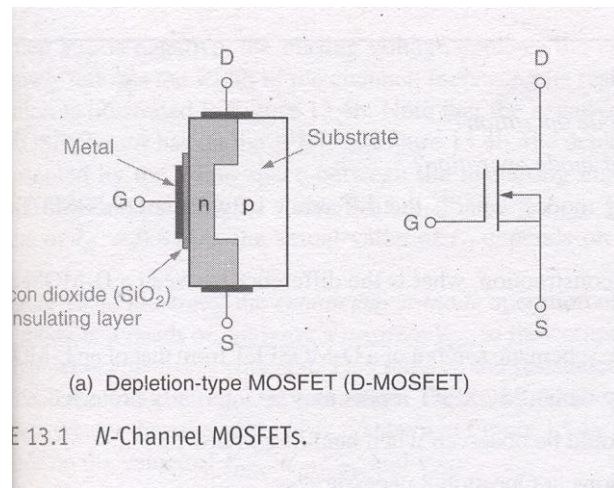 D
D
Metal
Substrate
G
n
p
G
con dioxide (SiO₂)
nsulating layer
S
S
(a) Depletion-type MOSFET (D-MOSFET)
E 13.1 N-Channel MOSFETs.